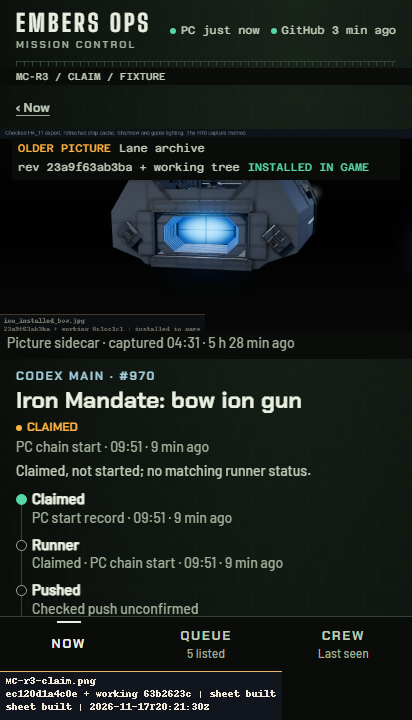 EMBERS OPS
MISSION CONTROL
PC just now
GitHub 3 min ago
MC-R3 / CLAIM / FIXTURE
‹ Now
OLDER PICTURE Lane archive
rev 23a9f63ab3ba + working tree INSTALLED IN GAME
ion_installed_bow.jpg
Picture sidecar · captured 04:31 · 5 h 28 min ago
CODEX MAIN · #970
Iron Mandate: bow ion gun
CLAIMED
PC chain start · 09:51 · 9 min ago
Claimed, not started; no matching runner status.
Claimed
PC start record · 09:51 · 9 min ago
Runner
Claimed · PC chain start · 09:51 · 9 min ago
Pushed
Checked push unconfirmed
NOW
QUEUE
5 listed
CREW
Last seen
MC-r3-claim.png
ec120d1a4c0e + working 63b2623c | sheet built
sheet built | 2026-11-17r20:21:30z